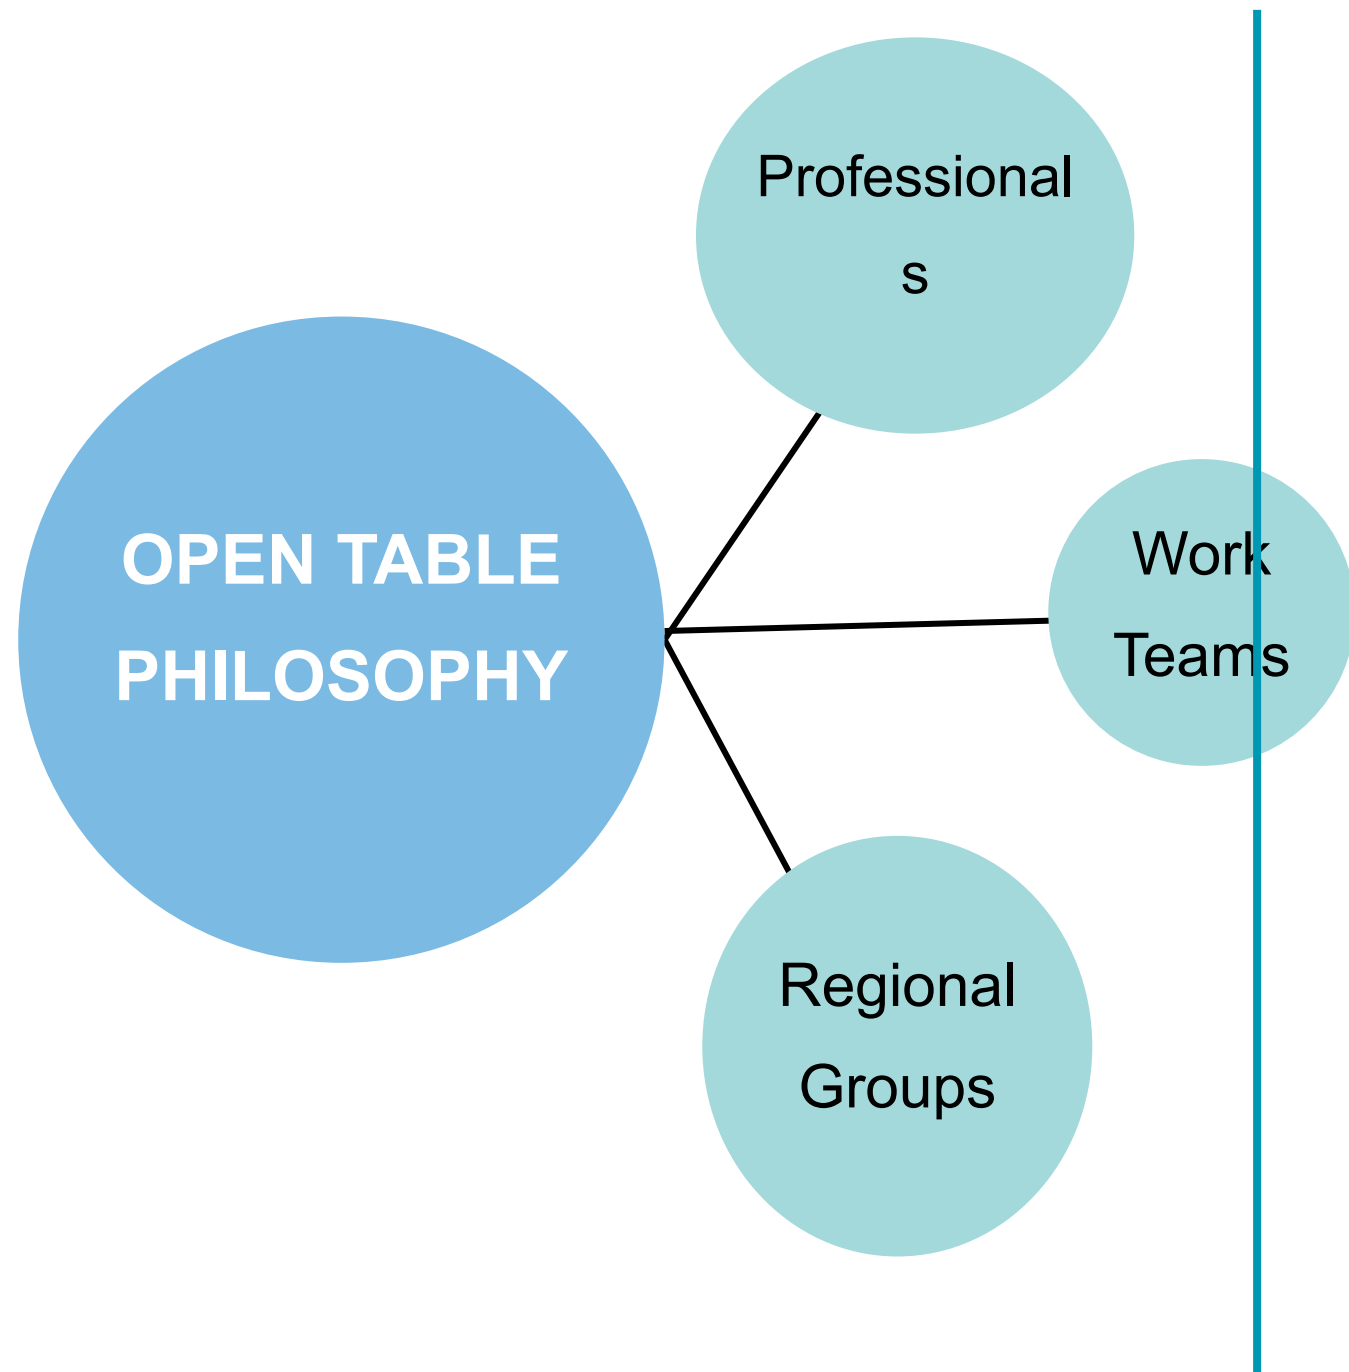 Professional
s
OPEN TABLE
PHILOSOPHY
Work
Teams
Regional
Groups